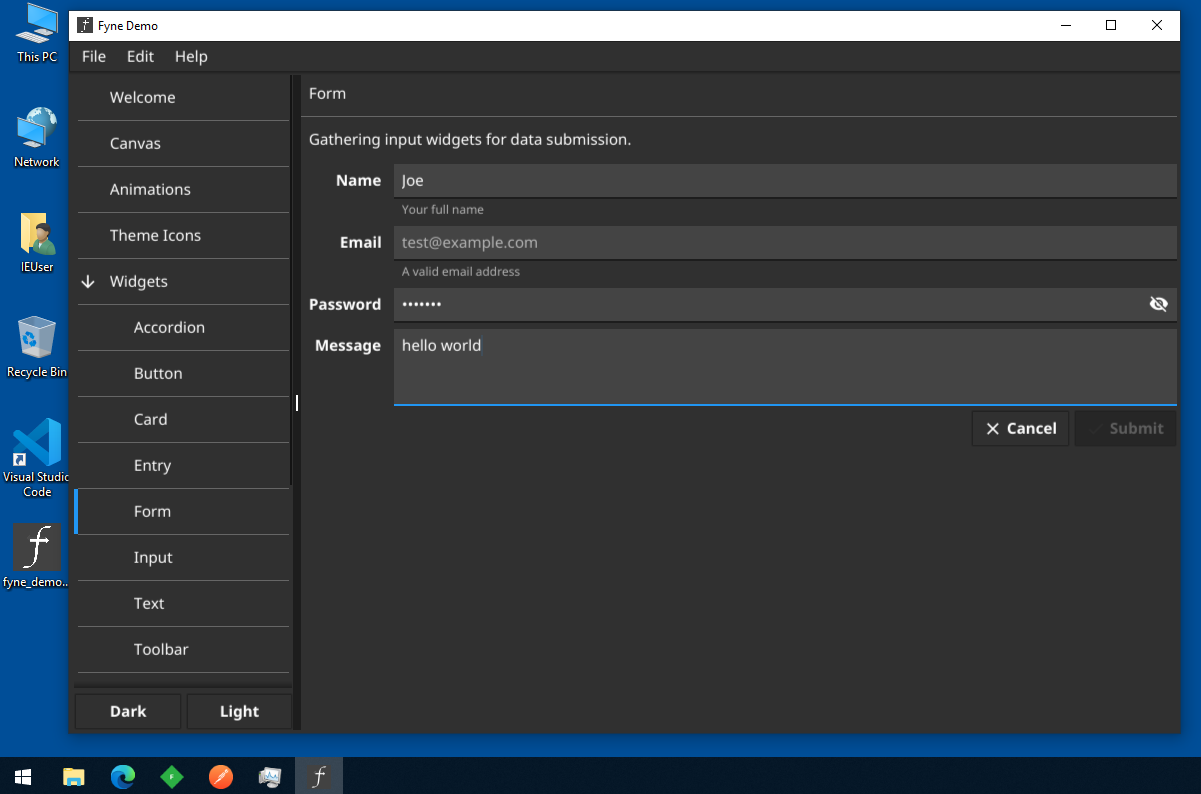 This PC
Network
IEUser
Recycle Bin
Visual Studio
Code
fyne_demo...
Fyne Demo
File Edit Help
Welcome
Canvas
Animations
Theme Icons
Widgets
Accordion
Button
Card
Entry
Form
Input
Text
Toolbar
Dark Light
Form
Gathering input widgets for data submission.
Name Joe
Your full name
Email test@example.com
A valid email address
Password •••••••
Message hello world
Cancel Submit